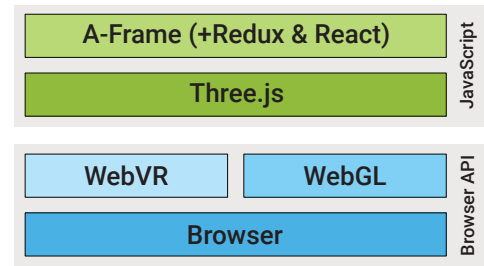 A-Frame (+Redux & React)
Three.js
JavaScript
WebVR
WebGL
Browser
Browser API